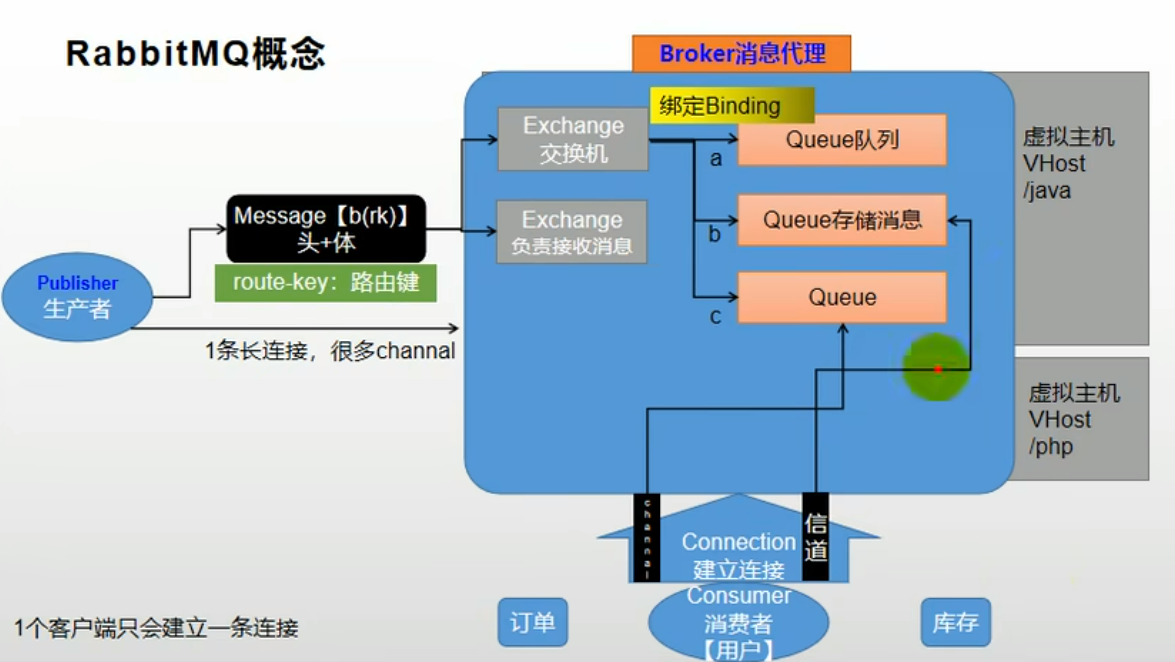 RabbitMQ概念
Broker消息代理
绑定Binding
Exchange
交换机
Queue队列
a
虚拟主机
VHost
/java
Message【b(rk)】
头+体
Exchange
负责接收消息
Queue存储消息
b
route-key：路由键
Publisher
生产者
Queue
c
1条长连接，很多channal
虚拟主机
VHost
/php
channal
信道
Connection
建立连接
Consumer
消费者
【用户】
订单
库存
1个客户端只会建立一条连接